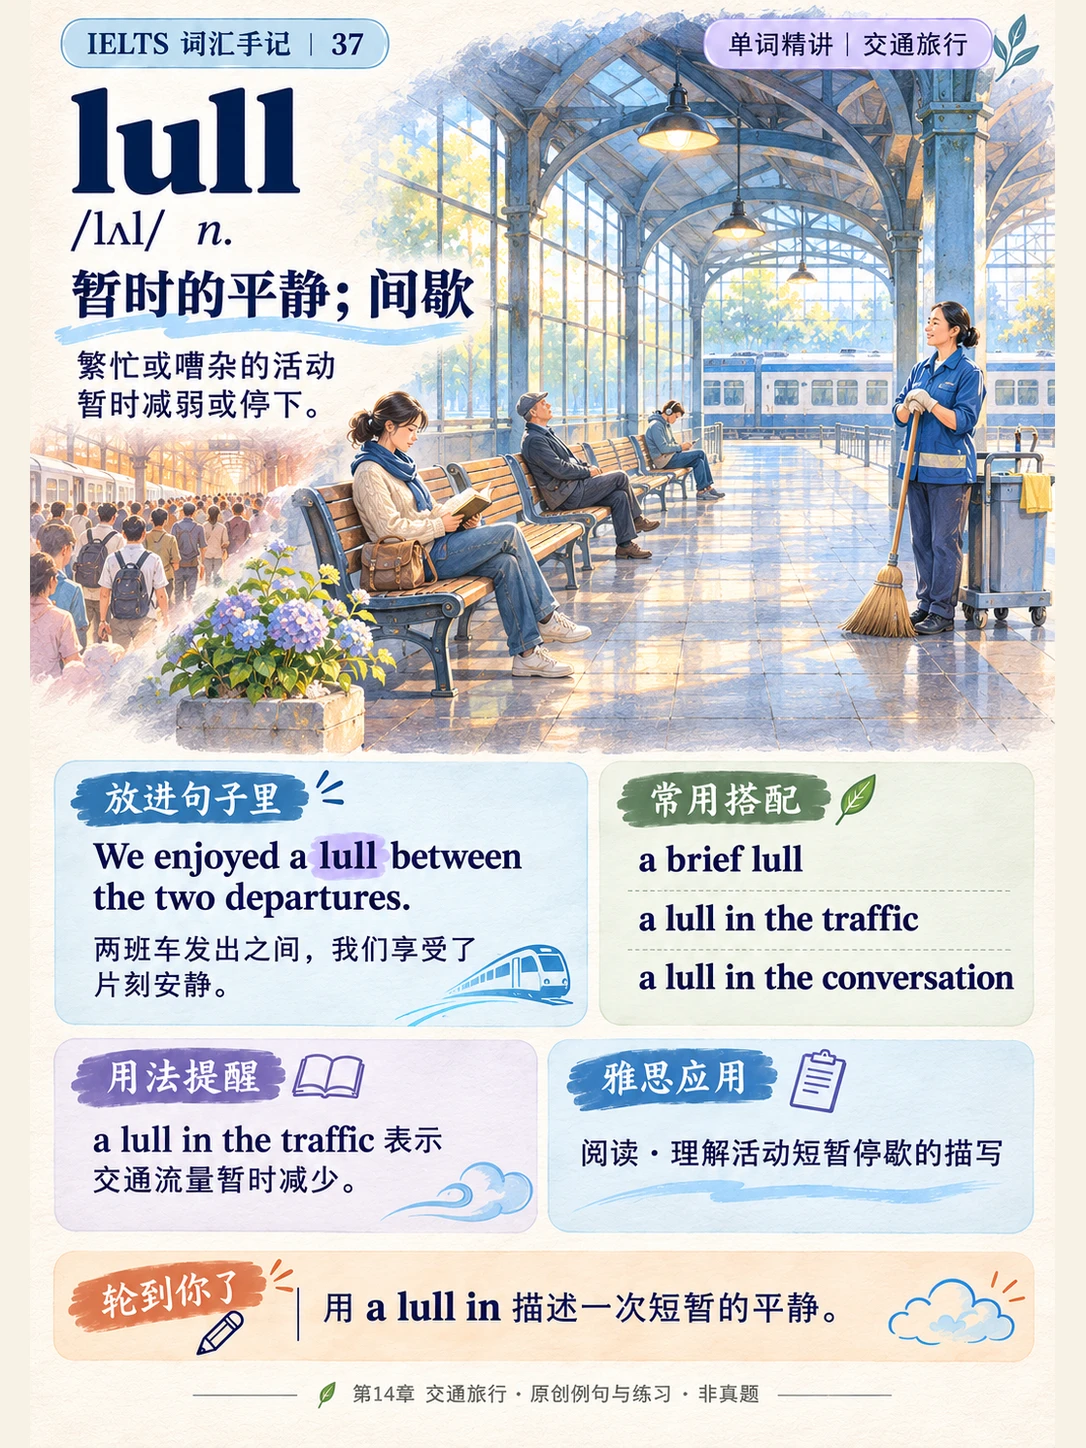 IELTS 词汇手记 | 37
单词精讲 | 交通旅行
lull
/lʌl/ n.
暂时的平静；间歇
繁忙或嘈杂的活动
暂时减弱或停下。
放进句子里
We enjoyed a lull between
the two departures.
两班车发出之间，我们享受了
片刻安静。
常用搭配
a brief lull
a lull in the traffic
a lull in the conversation
用法提醒
a lull in the traffic 表示
交通流量暂时减少。
雅思应用
阅读·理解活动短暂停歇的描写
轮到你了
用 a lull in 描述一次短暂的平静。
第14章 交通旅行·原创例句与练习·非真题